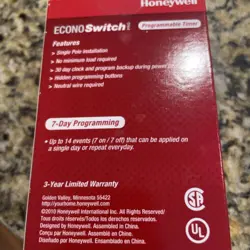 Honeywell
ECONOSwitch
Programmable Timer
Features
• Single Pole installation
• No minimum load required
• 30-day clock and program backup during power
• Hidden programming buttons
• Neutral wire required
7-Day Programming
• Up to 14 events (7 on / 7 off) that can be applied on
a single day or repeat everyday.
3-Year Limited Warranty
Golden Valley, Minnesota 55422
http://yourhome.honeywell.com
©2010 Honeywell International Inc. All Rights Reserved/
Tous Droits Réservés/Todos los Derechos Reservados
Designed by Honeywell. Assembled in China.
Conçu par Honeywell. Assemblé en Chine.
Diseñado por Honeywell. Ensamblado en China.
SA
UL